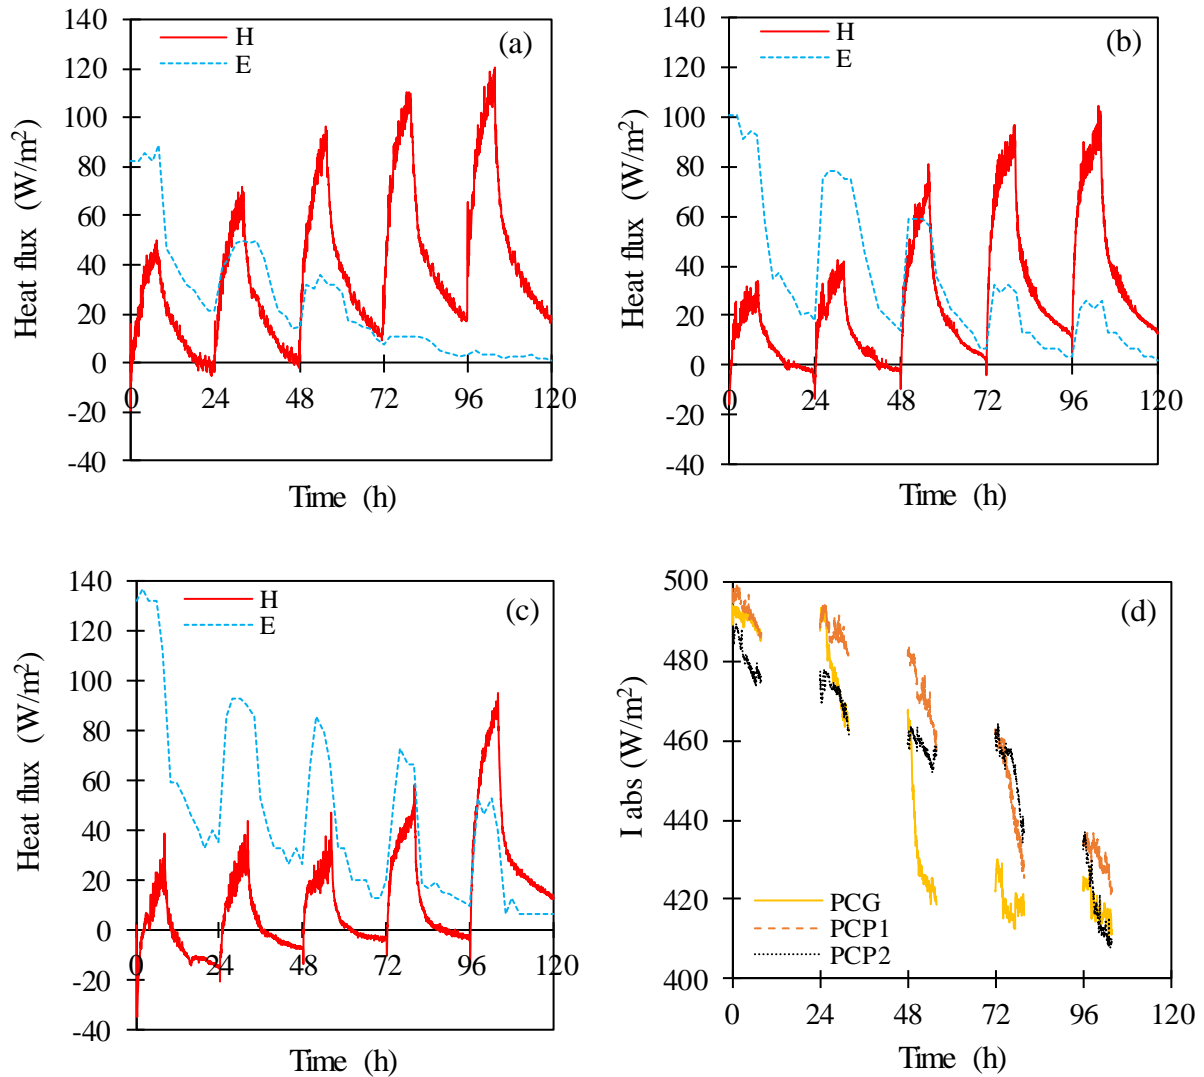 (a)
H
E
Heat flux (W/m²)
140
120
100
80
60
40
20
0
-20
-40
0 24 48 72 96 120
Time (h)
(b)
H
E
Heat flux (W/m²)
140
120
100
80
60
40
20
0
-20
-40
0 24 48 72 96 120
Time (h)
(c)
H
E
Heat flux (W/m²)
140
120
100
80
60
40
20
0
-20
-40
0 24 48 72 96 120
Time (h)
(d)
I abs (W/m²)
500
480
460
440
420
400
PCG
PCP1
PCP2
0 24 48 72 96 120
Time (h)